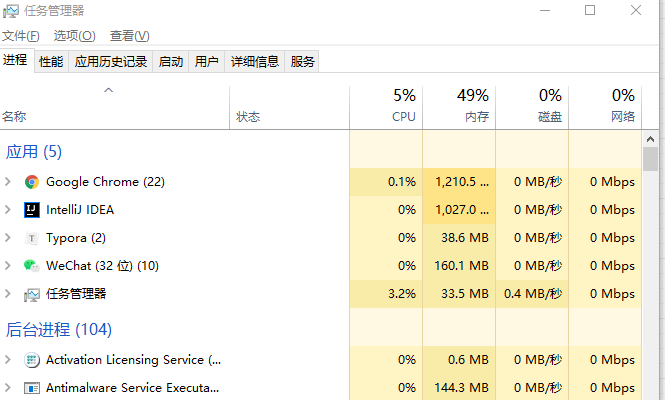 任务管理器
文件(F) 选项(O) 查看(V)
进程 性能 应用历史记录 启动 用户 详细信息 服务
5% 49% 0% 0%
名称 状态 CPU 内存 磁盘 网络
应用 (5)
Google Chrome (22) 0.1% 1,210.5 ... 0 MB/秒 0 Mbps
IntelliJ IDEA 0% 1,027.0 ... 0 MB/秒 0 Mbps
Typora (2) 0% 38.6 MB 0 MB/秒 0 Mbps
WeChat (32 位) (10) 0% 160.1 MB 0 MB/秒 0 Mbps
任务管理器 3.2% 33.5 MB 0.4 MB/秒 0 Mbps
后台进程 (104)
Activation Licensing Service (... 0% 0.6 MB 0 MB/秒 0 Mbps
Antimalware Service Executa... 0% 144.3 MB 0 MB/秒 0 Mbps